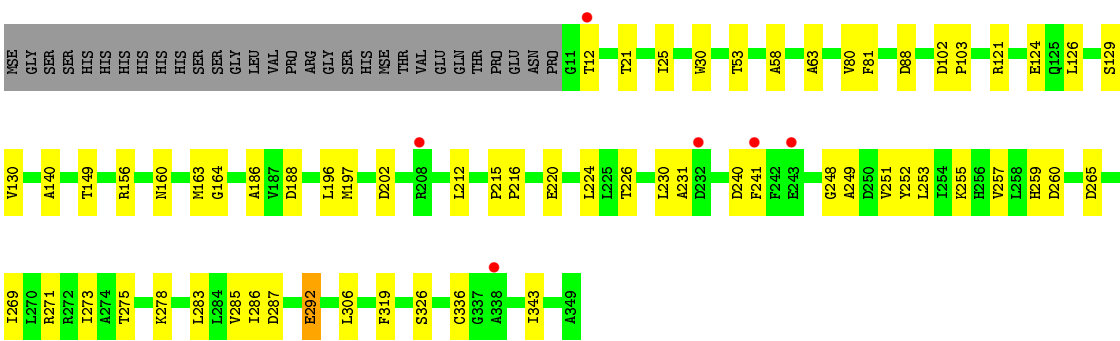 MSE GLY SER SER HIS HIS HIS HIS HIS HIS SER SER GLY LEU VAL PRO ARG GLY SER HIS MSE THR VAL GLU GLN THR PRO GLU ASN PRO G11 T12 T21 I25 W30 T53 A58 A63 V80 F81 D88 D102 P103 R121 E124 Q125 L126 S129
V130 A140 T149 R156 N160 M163 G164 A186 V187 D188 L196 M197 D202 R208 L212 P215 P216 E220 L224 L225 T226 L230 A231 D232 D240 F241 F242 E243 G248 A249 D250 V251 Y252 L253 I254 K255 H256 V257 L258 H259 D260 D265
I269 L270 R271 R272 I273 A274 T275 K278 L283 L284 V285 I286 D287 E292 L306 F319 S326 C336 G337 A338 I343 A349